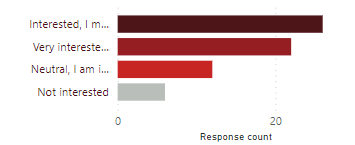 Interested, I m...
Very intereste...
Neutral, I am i...
Not interested
0 20
Response count